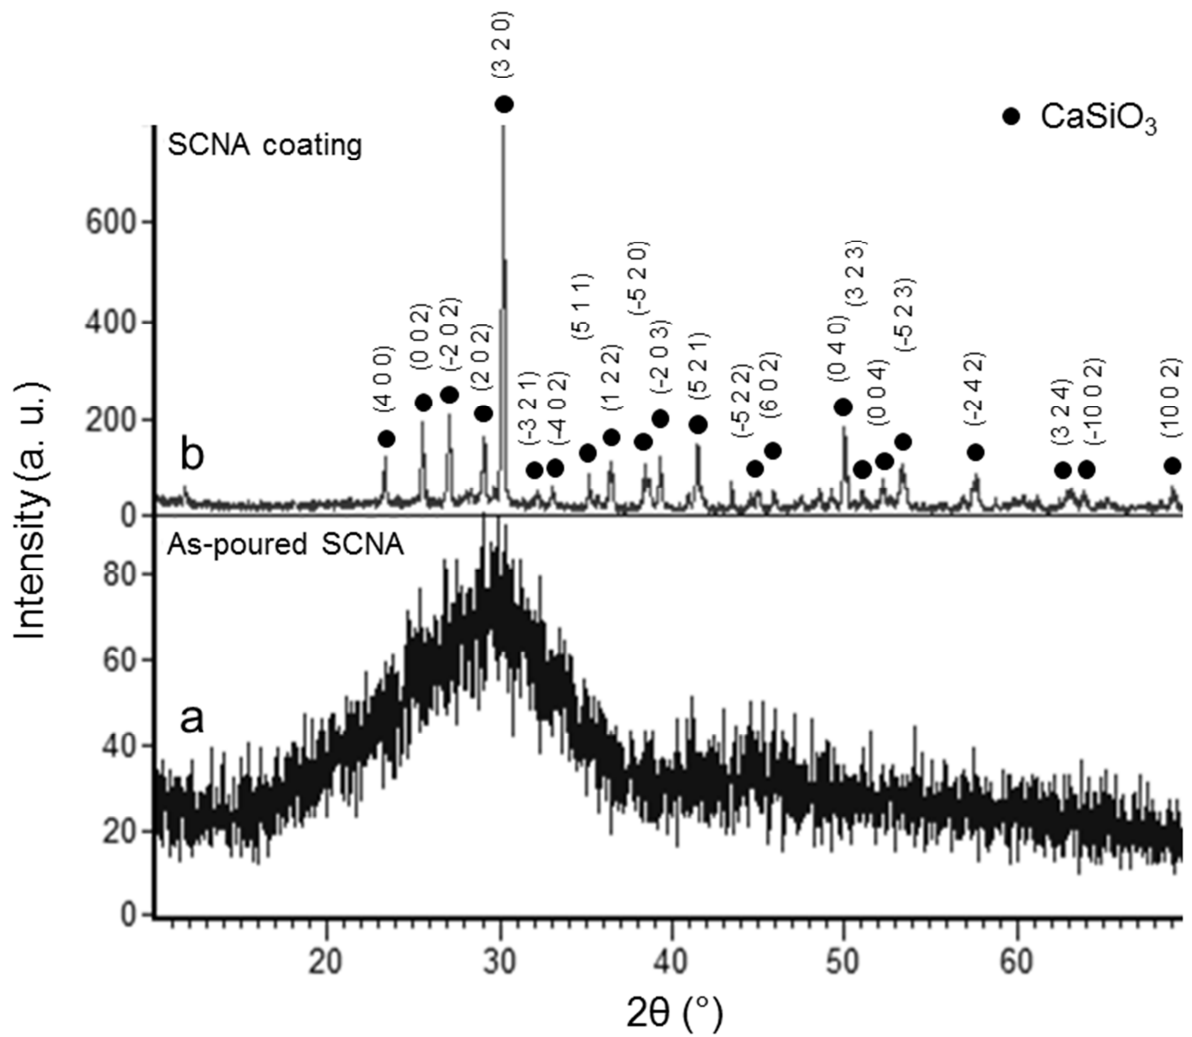 (3 2 0)
CaSiO3
SCNA coating
600
400
200
0
(4 0 0)
(0 0 2)
(-2 0 2)
(2 0 2)
(-3 2 1)
(-4 0 2)
(5 1 1)
(1 2 2)
(-5 2 0)
(-2 0 3)
(5 2 1)
(-5 2 2)
(6 0 2)
(0 4 0)
(3 2 3)
(0 0 4)
(-5 2 3)
(-2 4 2)
(3 2 4)
(-10 0 2)
(10 0 2)
b
As-poured SCNA
80
60
40
20
0
a
Intensity (a. u.)
20
30
40
50
60
2θ (°)